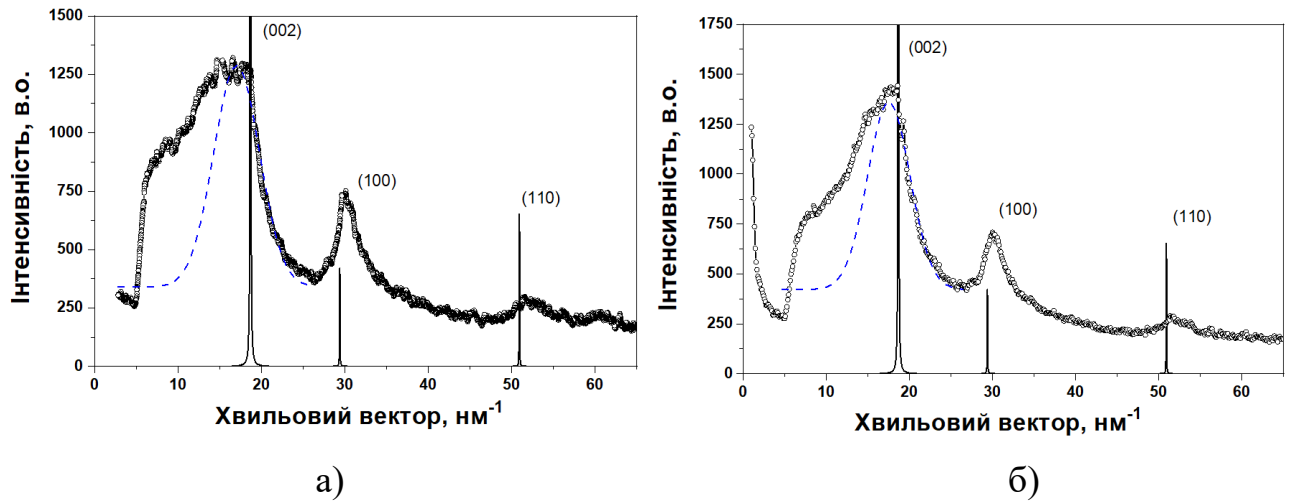 1500
1250
1000
750
500
250
0
Інтенсивність, в.о.
(002)
(100)
(110)
0 10 20 30 40 50 60
Хвильовий вектор, нм-1
а)
1750
1500
1250
1000
750
500
250
0
Інтенсивність, в.о.
(002)
(100)
(110)
0 10 20 30 40 50 60
Хвильовий вектор, нм-1
б)